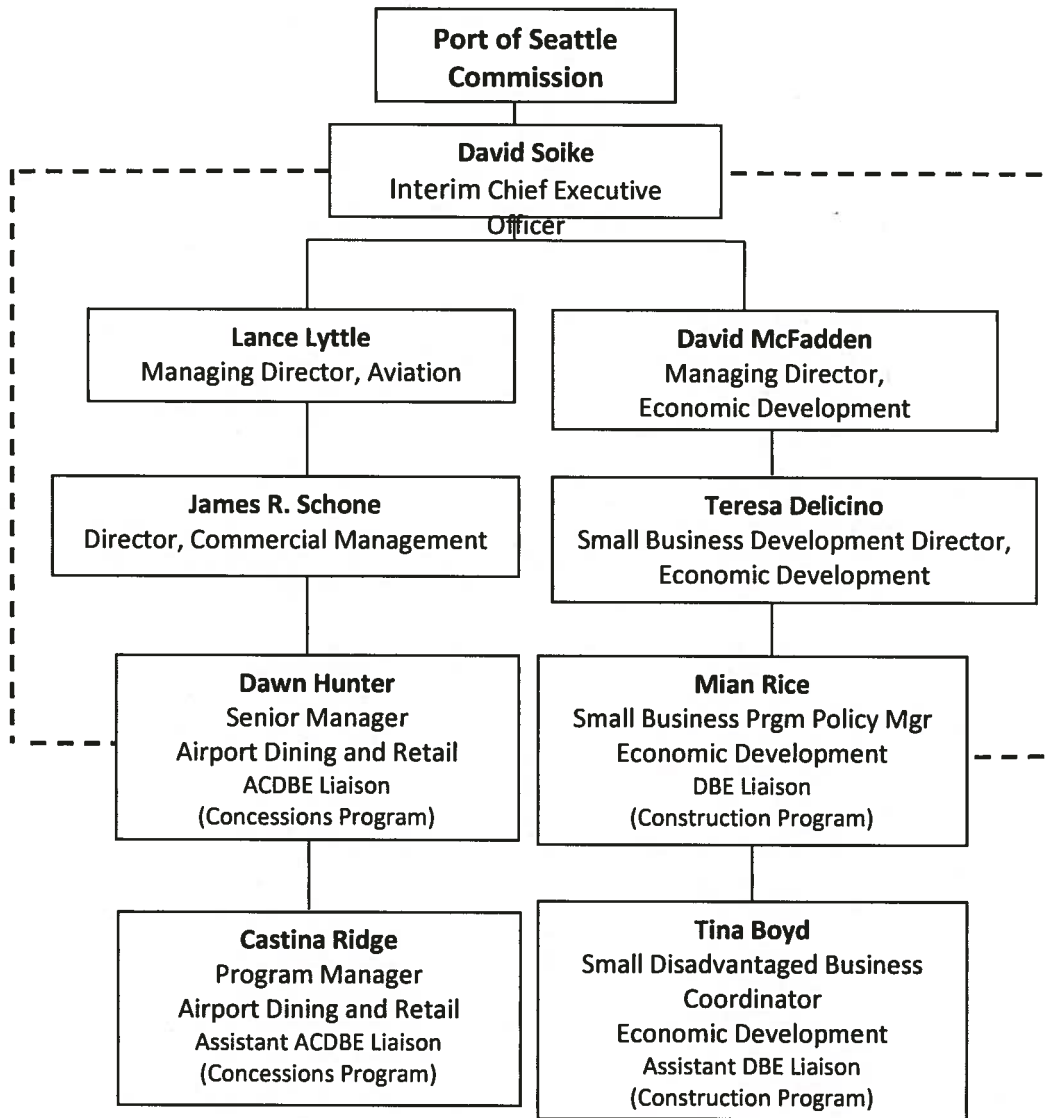 Port of Seattle
Commission
David Soike
Interim Chief Executive
Officer
Lance Lyttle
Managing Director, Aviation
David McFadden
Managing Director,
Economic Development
James R. Schone
Director, Commercial Management
Teresa Delicino
Small Business Development Director,
Economic Development
Dawn Hunter
Senior Manager
Airport Dining and Retail
ACDBE Liaison
(Concessions Program)
Mian Rice
Small Business Prgm Policy Mgr
Economic Development
DBE Liaison
(Construction Program)
Castina Ridge
Program Manager
Airport Dining and Retail
Assistant ACDBE Liaison
(Concessions Program)
Tina Boyd
Small Disadvantaged Business
Coordinator
Economic Development
Assistant DBE Liaison
(Construction Program)